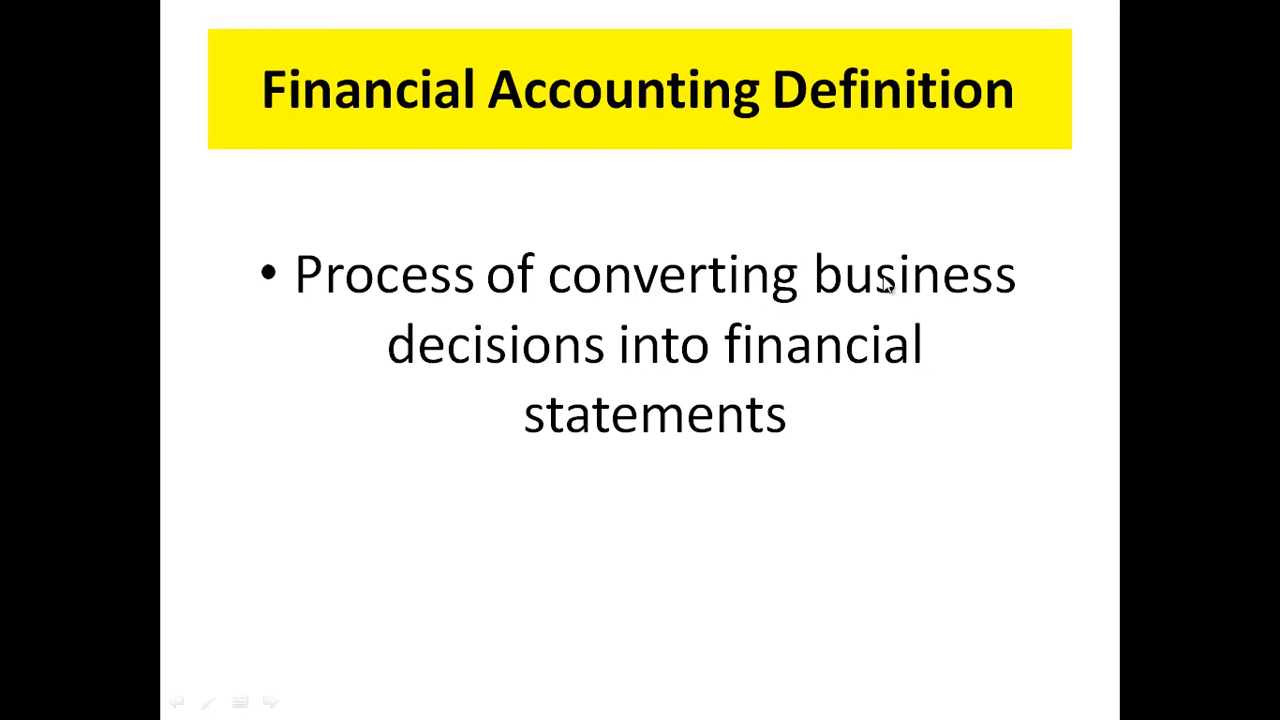 Financial Accounting Definition
• Process of converting business
decisions into financial
statements